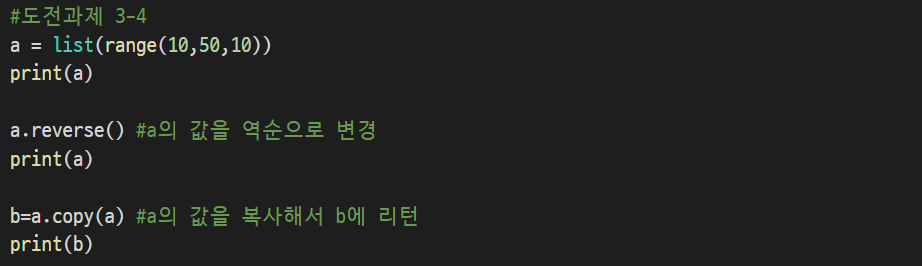 #도전과제 3-4
a = list(range(10,50,10))
print(a)
a.reverse() #a의 값을 역순으로 변경
print(a)
b=a.copy(a) #a의 값을 복사해서 b에 리턴
print(b)